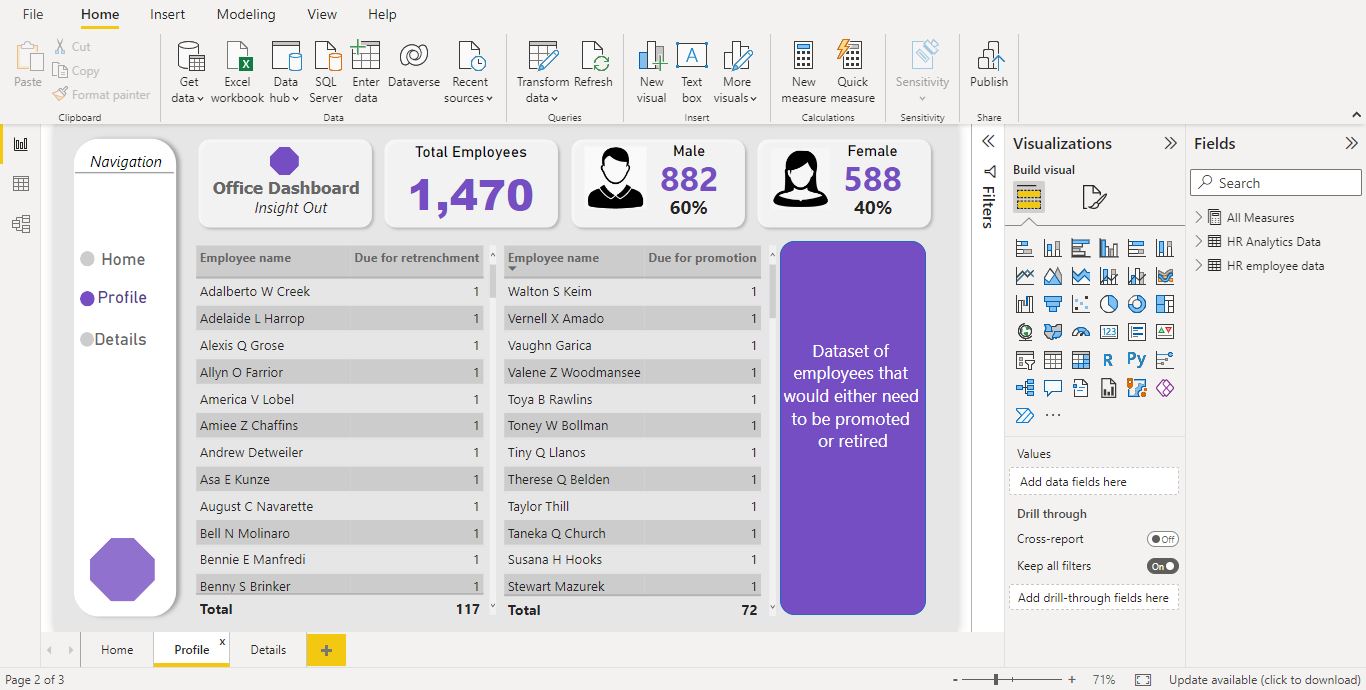 File Home Insert Modeling View Help
Paste
Cut
Copy
Format painter
Clipboard
Get data
Excel workbook
Data hub
SQL Server
Enter data
Dataverse
Recent sources
Data
Transform data
Refresh
Queries
New visual
Text box
More visuals
Insert
New measure
Quick measure
Calculations
Sensitivity
Sensitivity
Publish
Share
Navigation
Home
Profile
Details
Office Dashboard
Insight Out
Total Employees
1,470
Male
882
60%
Female
588
40%
Employee name Due for retrenchment
Adalberto W Creek 1
Adelaide L Harrop 1
Alexis Q Grose 1
Allyn O Farrior 1
America V Lobel 1
Amiee Z Chaffins 1
Andrew Detweiler 1
Asa E Kunze 1
August C Navarette 1
Bell N Molinaro 1
Bennie E Manfredi 1
Benny S Brinker 1
Total 117
Employee name Due for promotion
Walton S Keim 1
Vernell X Amado 1
Vaughn Garica 1
Valene Z Woodmansee 1
Toya B Rawlins 1
Toney W Bollman 1
Tiny Q Llanos 1
Therese Q Belden 1
Taylor Thill 1
Taneka Q Church 1
Susana H Hooks 1
Stewart Mazurek 1
Total 72
Dataset of
employees that
would either need
to be promoted
or retired
Filters
Visualizations
Build visual
123
R
Py
...
Values
Add data fields here
Drill through
Cross-report Off
Keep all filters On
Add drill-through fields here
Fields
Search
All Measures
HR Analytics Data
HR employee data
Home Profile x Details +
Page 2 of 3
- + 71%
Update available (click to download)